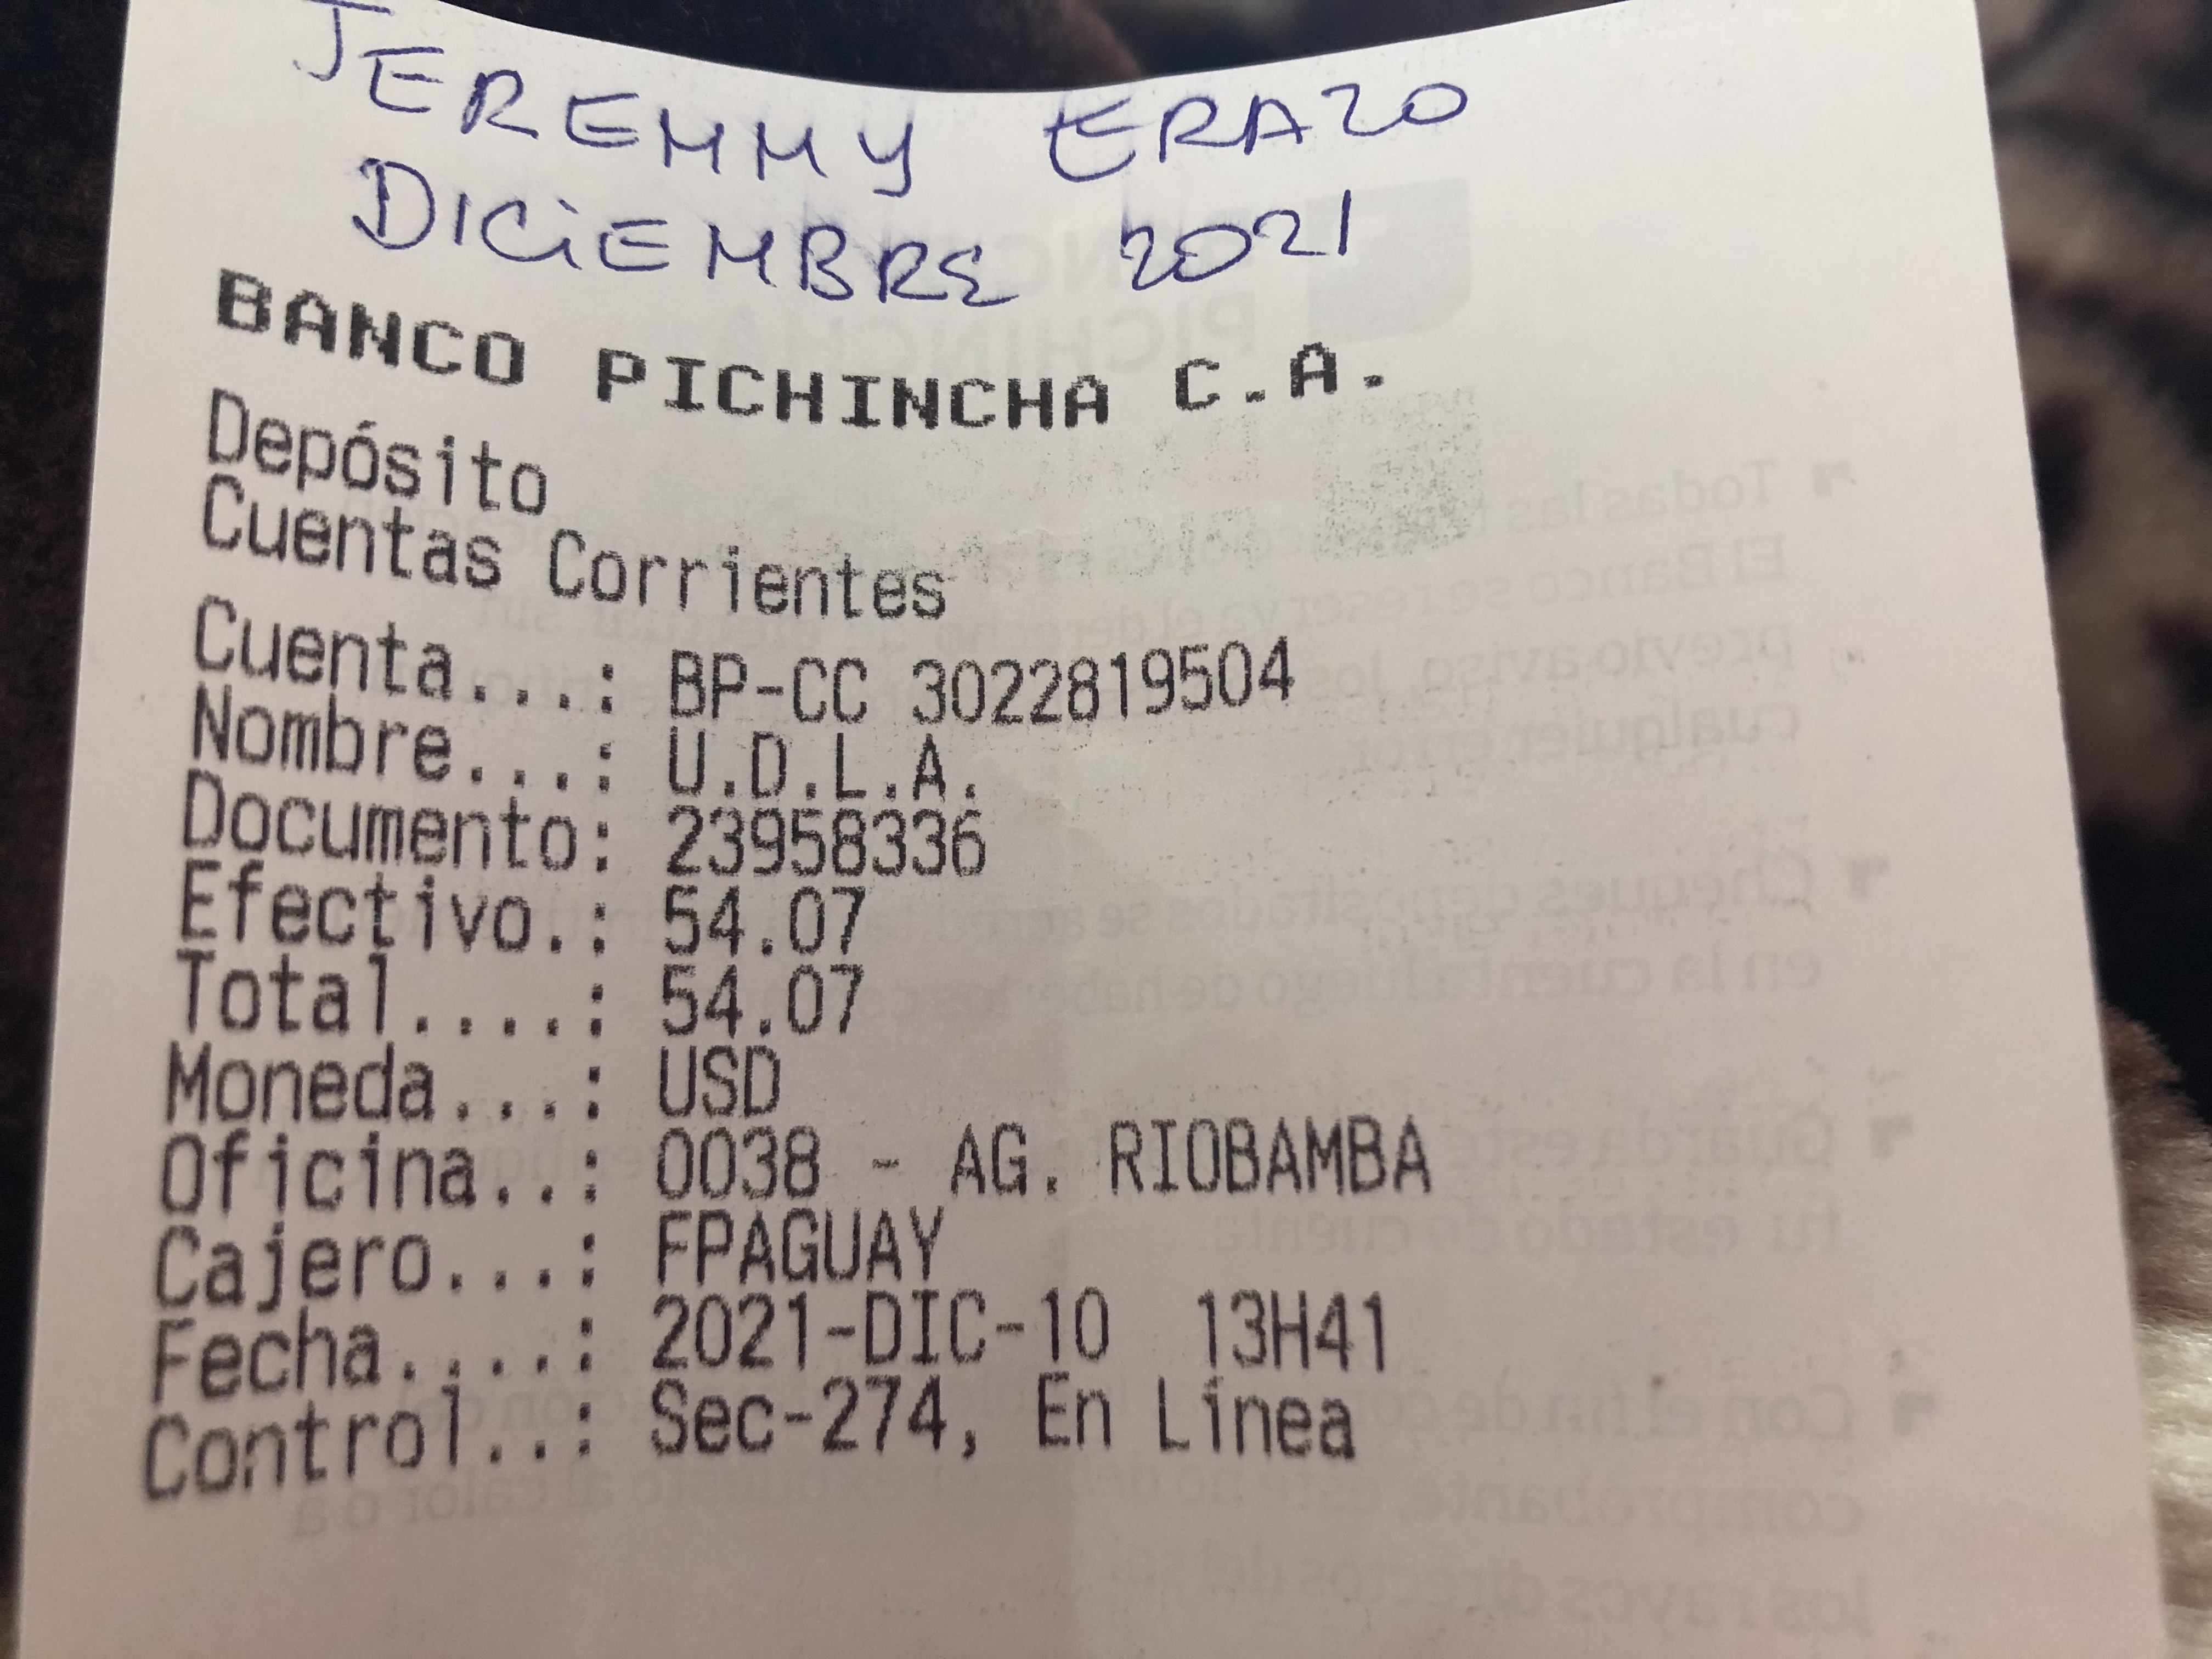 JEREMMY ERAZO
DICIEMBRE 2021
BANCO PICHINCHA C.A.
Depósito
Cuentas Corrientes
Cuenta...: BP-CC 3022819504
Nombre...: U.D.L.A.
Documento: 23958336
Efectivo.: 54.07
Total....: 54.07
Moneda...: USD
Oficina..: 0038 - AG. RIOBAMBA
Cajero...: FPAGUAY
Fecha....: 2021-DIC-10 13H41
Control..: Sec-274, En Línea